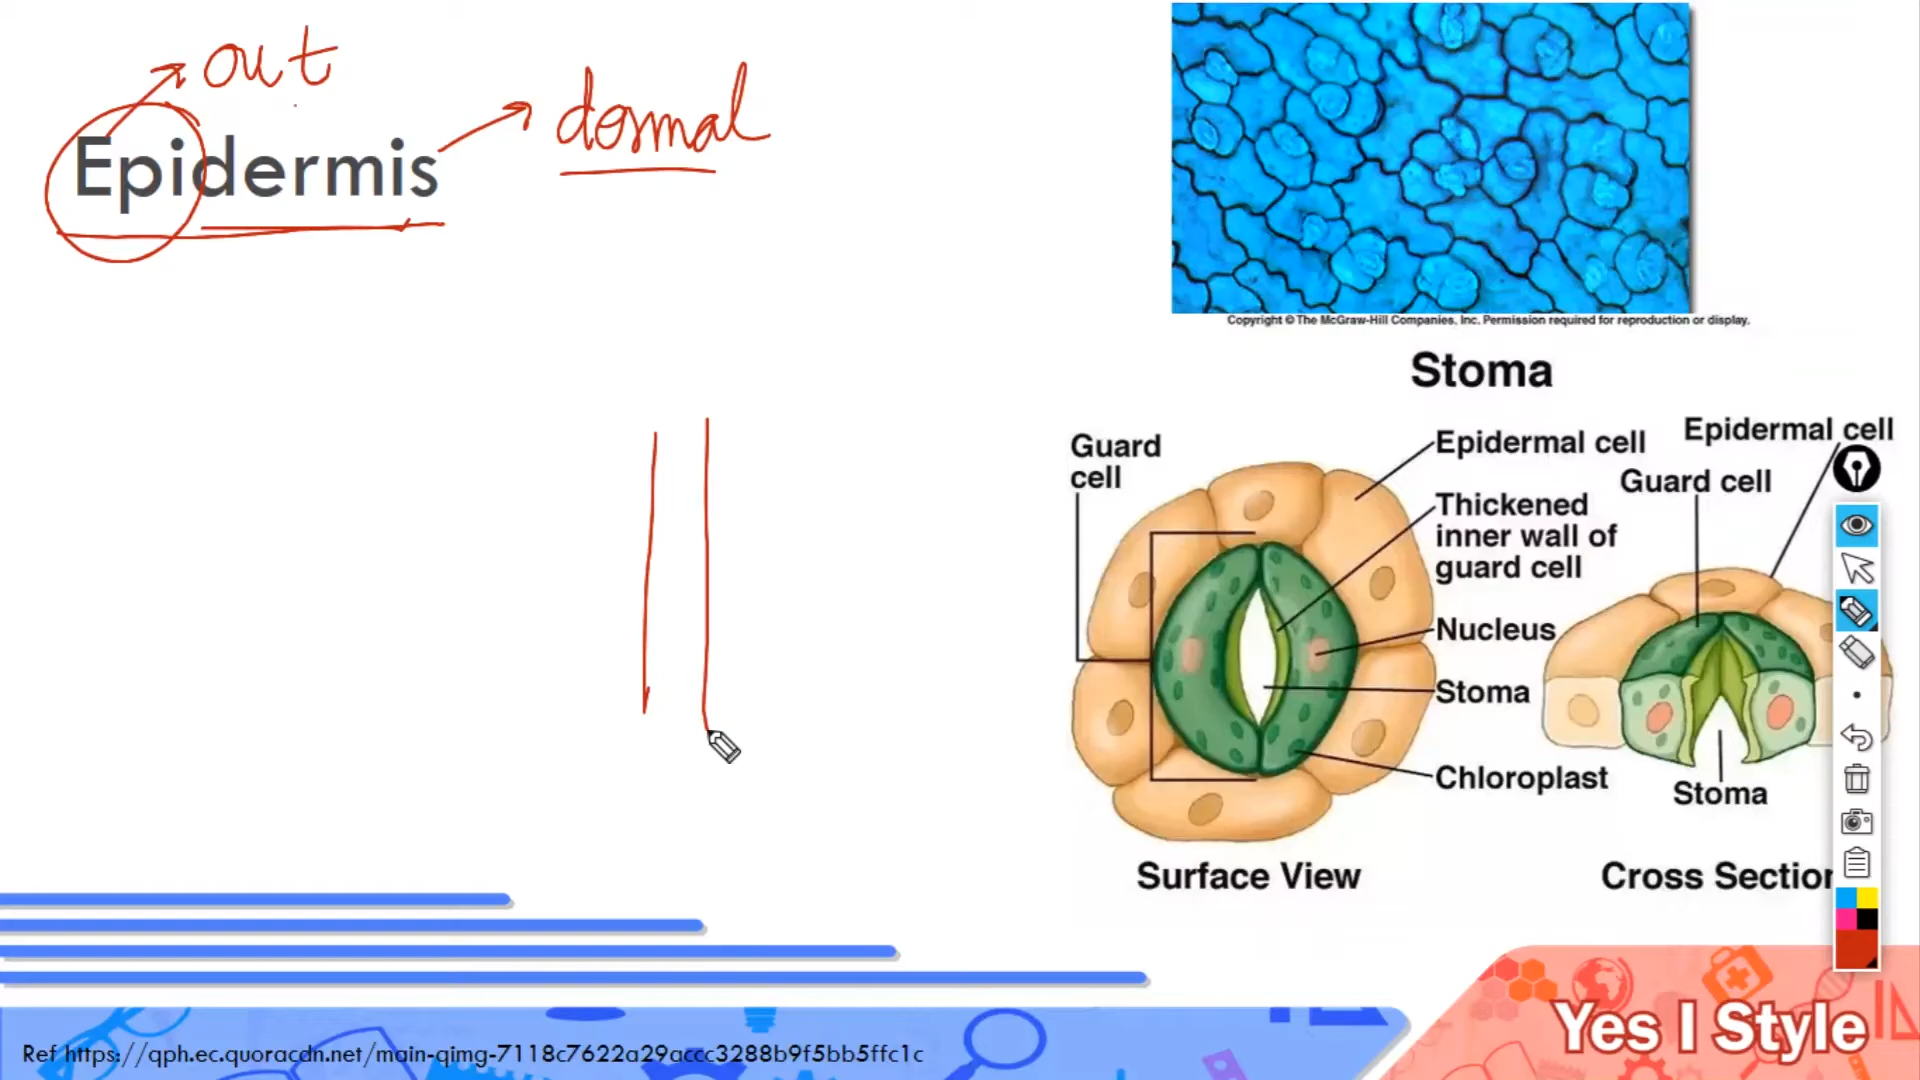 out
dermal
Epidermis
Copyright © The McGraw-Hill Companies, Inc. Permission required for reproduction or display.
Stoma
Guard
cell
Epidermal cell
Thickened
inner wall of
guard cell
Nucleus
Stoma
Chloroplast
Surface View
Epidermal cell
Guard cell
Stoma
Cross Section
Ref https://qph.ec.quoracdn.net/main-qimg-7118c7622a29accc3288b9f5bb5ffc1c
Yes I Style